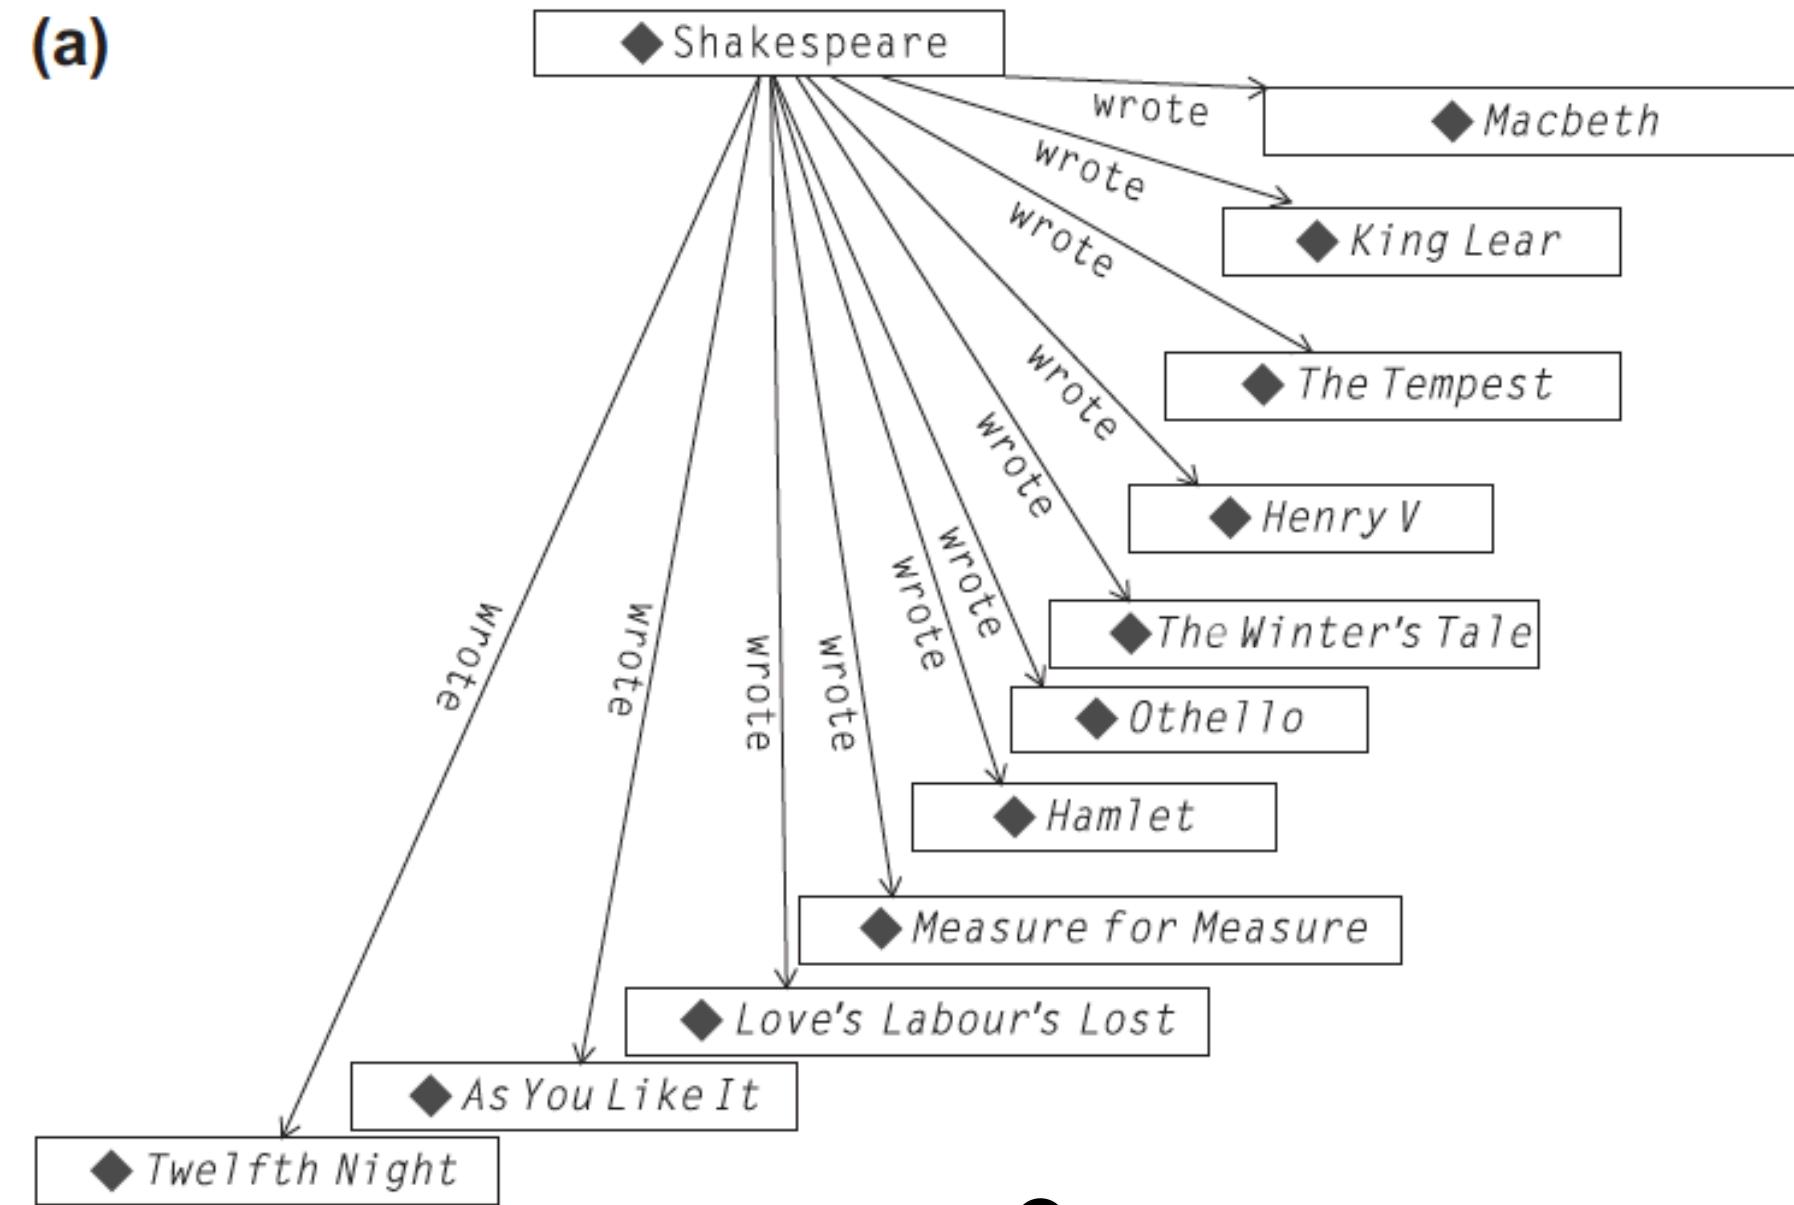 (a)
Shakespeare
wrote
Macbeth
wrote
King Lear
wrote
The Tempest
wrote
Henry V
wrote
The Winter's Tale
wrote
Othello
wrote
Hamlet
wrote
Measure for Measure
wrote
Love's Labour's Lost
wrote
As You Like It
wrote
Twelfth Night